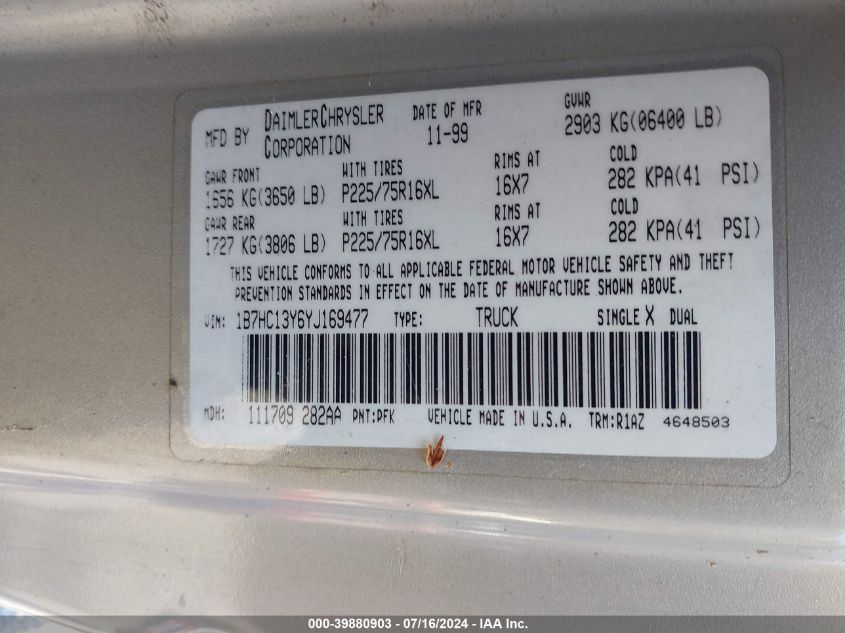 MFD BY DAIMLERCHRYSLER CORPORATION DATE OF MFR 11-99 GVWR 2903 KG(06400 LB)
GAWR FRONT WITH TIRES RIMS AT COLD
1656 KG(3650 LB) P225/75R16XL 16X7 282 KPA(41 PSI)
GAWR REAR WITH TIRES RIMS AT COLD
1727 KG(3806 LB) P225/75R16XL 16X7 282 KPA(41 PSI)
THIS VEHICLE CONFORMS TO ALL APPLICABLE FEDERAL MOTOR VEHICLE SAFETY AND THEFT
PREVENTION STANDARDS IN EFFECT ON THE DATE OF MANUFACTURE SHOWN ABOVE.
VIN: 1B7HC13Y6YJ169477 TYPE: TRUCK SINGLE X DUAL
MDH: 111709 282AA PNT:PFK VEHICLE MADE IN U.S.A. TRM:R1AZ 4648503
000-39880903 - 07/16/2024 - IAA Inc.